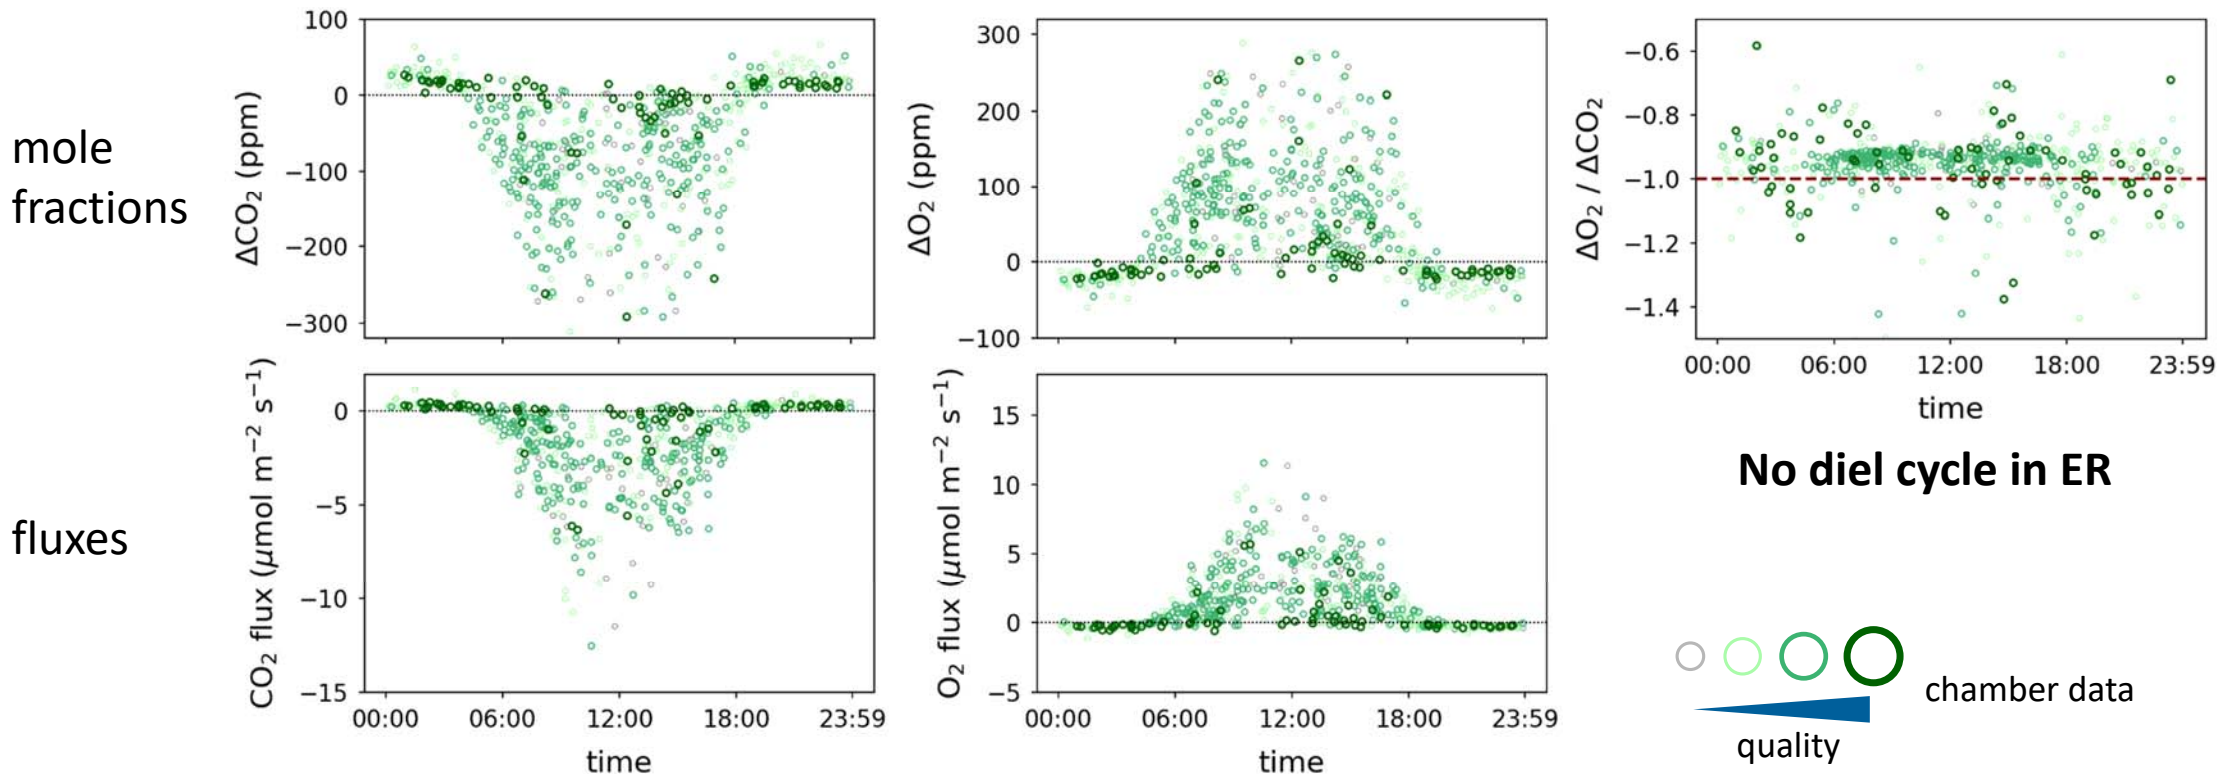 mole
fractions
ΔCO₂ (ppm)
100
0
−100
−200
−300
ΔO₂ (ppm)
300
200
100
0
−100
ΔO₂ / ΔCO₂
−0.6
−0.8
−1.0
−1.2
−1.4
00:00 06:00 12:00 18:00 23:59
time
No diel cycle in ER
fluxes
CO₂ flux (μmol m⁻² s⁻¹)
0
−5
−10
−15
00:00 06:00 12:00 18:00 23:59
time
O₂ flux (μmol m⁻² s⁻¹)
15
10
5
0
−5
00:00 06:00 12:00 18:00 23:59
time
chamber data
quality